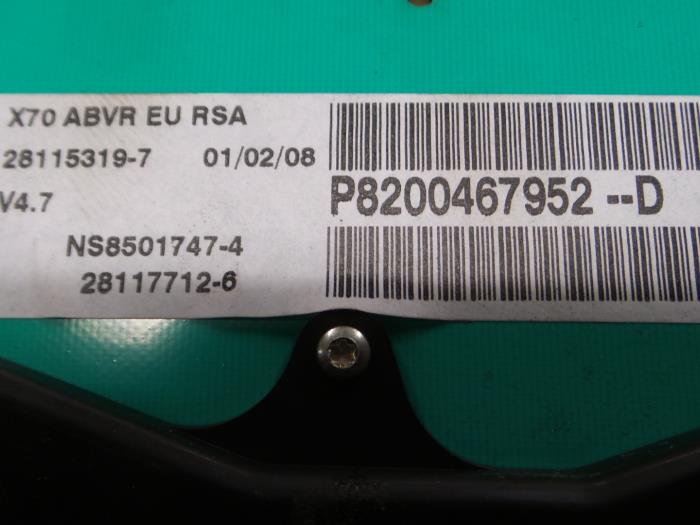 X70 ABVR EU RSA
28115319-7 01/02/08
V4.7
P8200467952--D
NS8501747-4
28117712-6